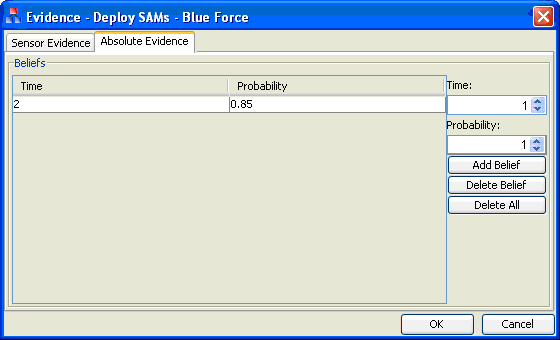 Evidence - Deploy SAMs - Blue Force
Sensor Evidence Absolute Evidence
Beliefs
Time Probability
2 0.85
Time:
1
Probability:
1
Add Belief
Delete Belief
Delete All
OK Cancel